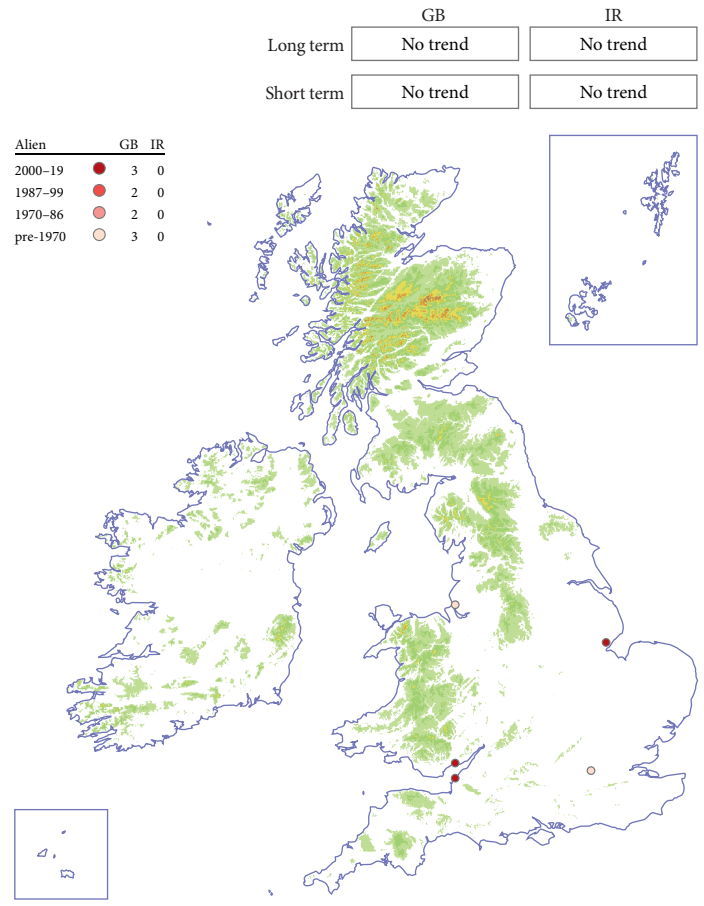 GB IR
Long term No trend No trend
Short term No trend No trend
Alien GB IR
2000–19 3 0
1987–99 2 0
1970–86 2 0
pre-1970 3 0